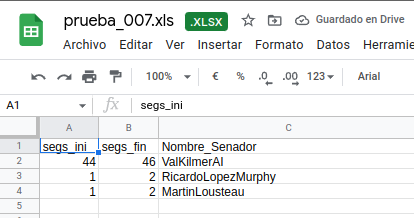 prueba_007.xls .XLSX Guardado en Drive
Archivo Editar Ver Insertar Formato Datos Herramie
100% € % .0 .00 123 Arial
A1 fx segs_ini
A B C
1 segs_ini segs_fin Nombre_Senador
2 44 46 ValKilmerAI
3 1 2 RicardoLopezMurphy
4 1 2 MartinLousteau
5